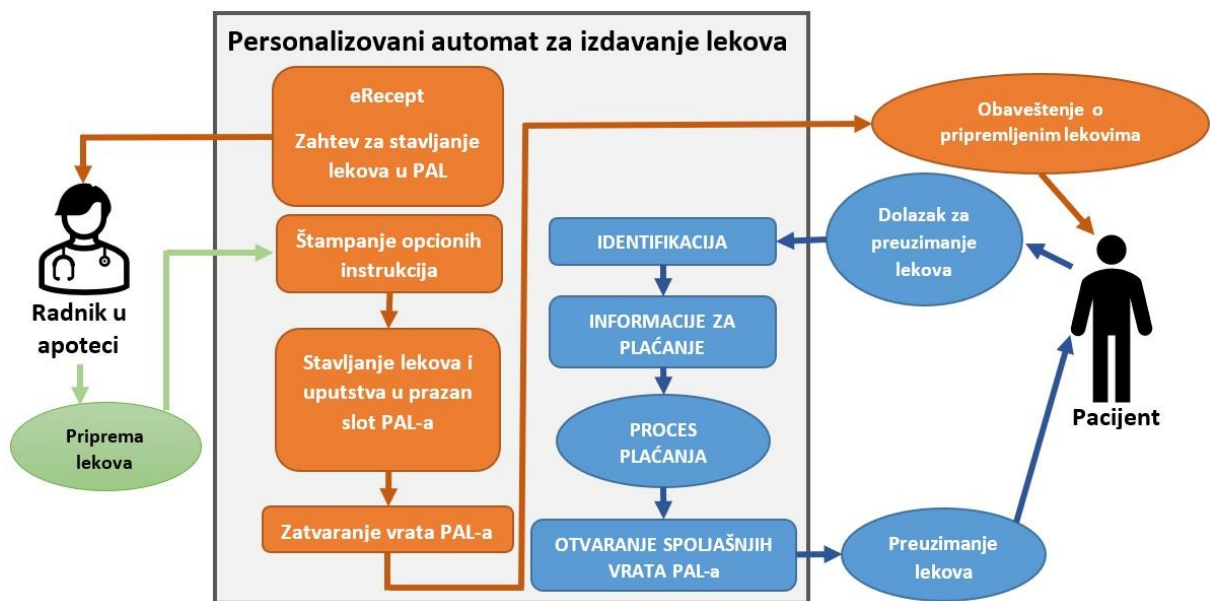 Personalizovani automat za izdavanje lekova
eRecept
Zahtev za stavljanje
lekova u PAL
Obaveštenje o
pripremljenim lekovima
Radnik u
apoteci
Priprema
lekova
Štampanje opcionih
instrukcija
Stavljanje lekova i
uputstva u prazan
slot PAL-a
Zatvaranje vrata PAL-a
Dolazak za
preuzimanje
lekova
IDENTIFIKACIJA
INFORMACIJE ZA
PLAĆANJE
PROCES
PLAĆANJA
OTVARANJE SPOLJAŠNJIH
VRATA PAL-a
Preuzimanje
lekova
Pacijent